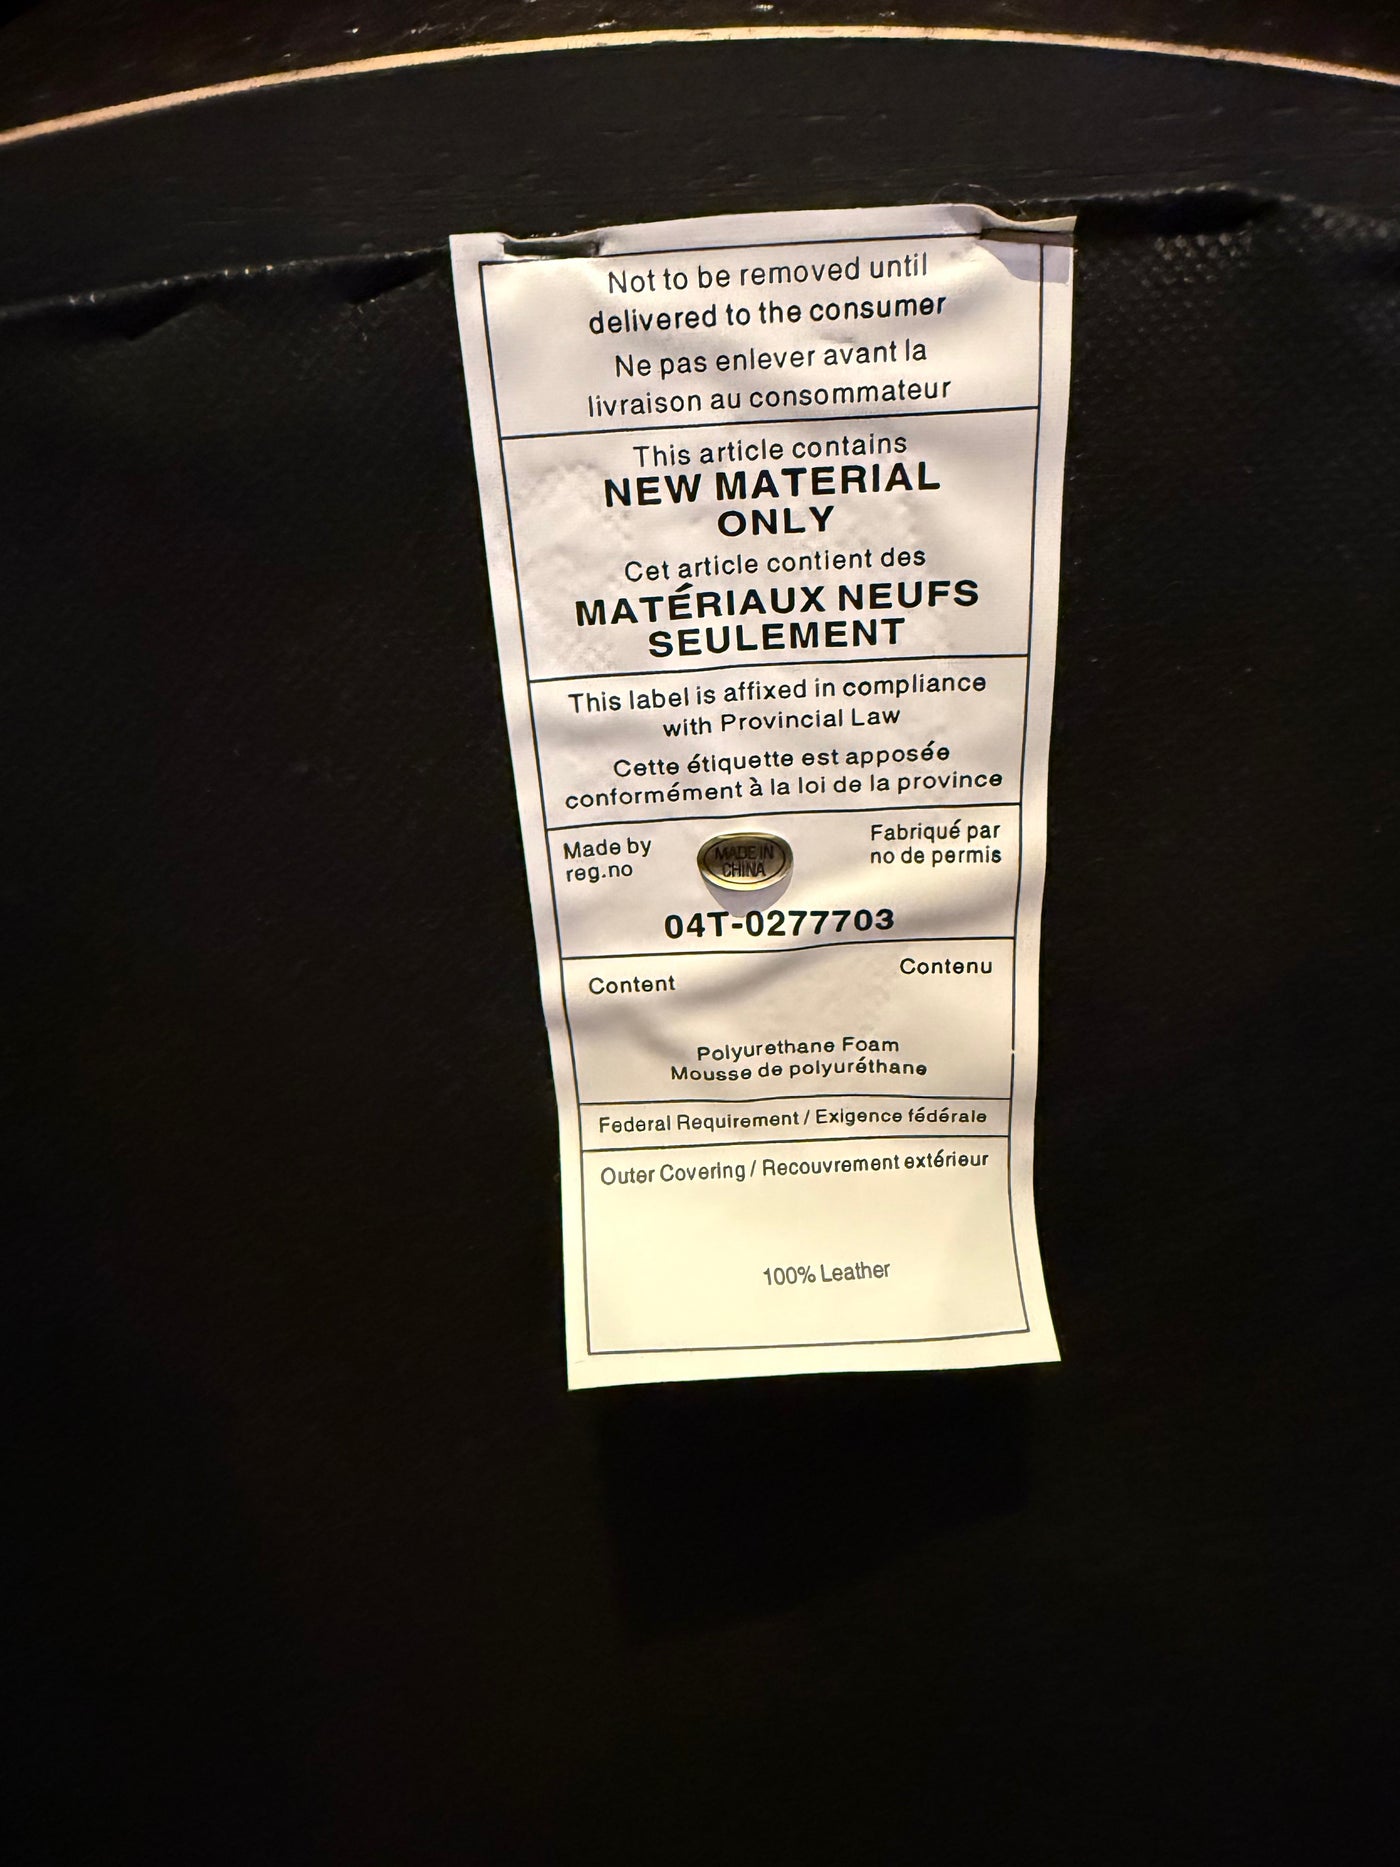 Not to be removed until
delivered to the consumer
Ne pas enlever avant la
livraison au consommateur
This article contains
NEW MATERIAL
ONLY
Cet article contient des
MATÉRIAUX NEUFS
SEULEMENT
This label is affixed in compliance
with Provincial Law
Cette étiquette est apposée
conformément à la loi de la province
Made by
reg.no
MADE IN
CHINA
Fabriqué par
no de permis
04T-0277703
Content
Contenu
Polyurethane Foam
Mousse de polyuréthane
Federal Requirement / Exigence fédérale
Outer Covering / Recouvrement extérieur
100% Leather